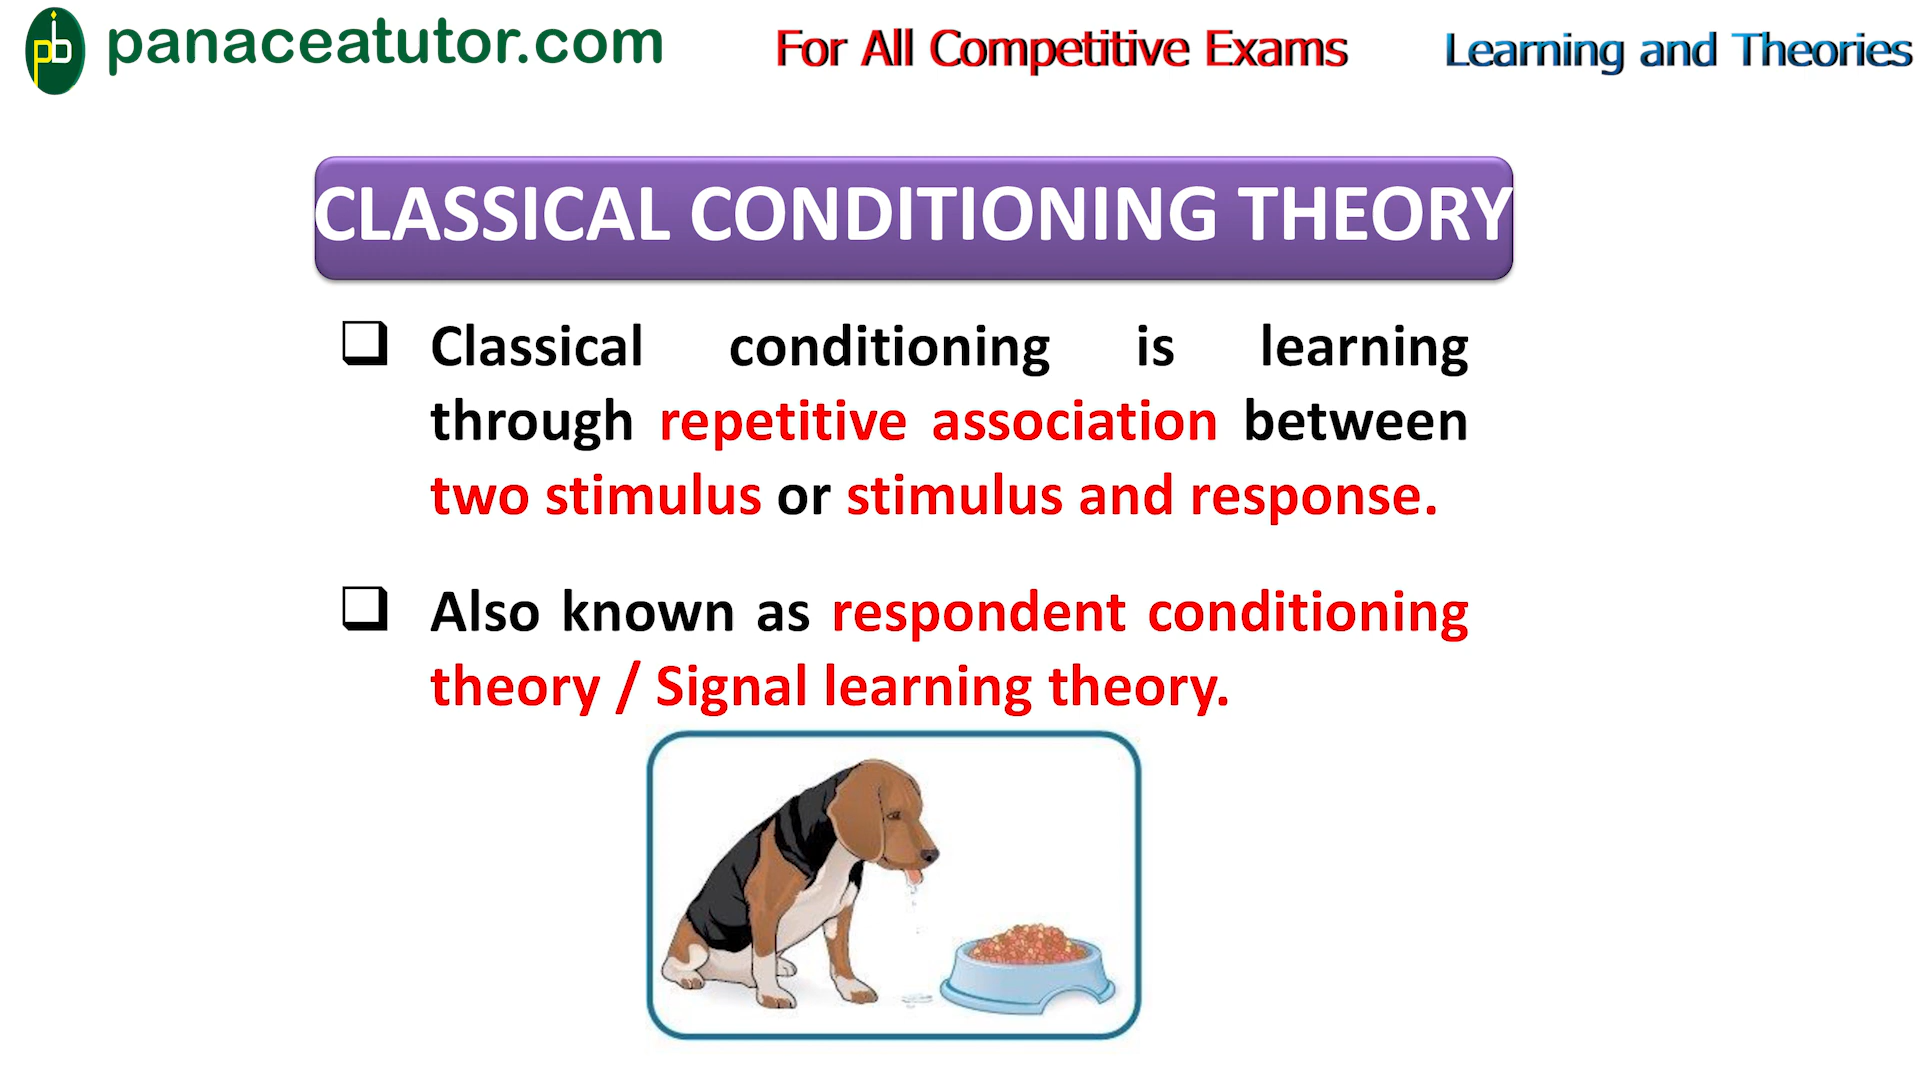 pb panaceatutor.com For All Competitive Exams Learning and Theories
CLASSICAL CONDITIONING THEORY
❑ Classical conditioning is learning
through repetitive association between
two stimulus or stimulus and response.
❑ Also known as respondent conditioning
theory / Signal learning theory.